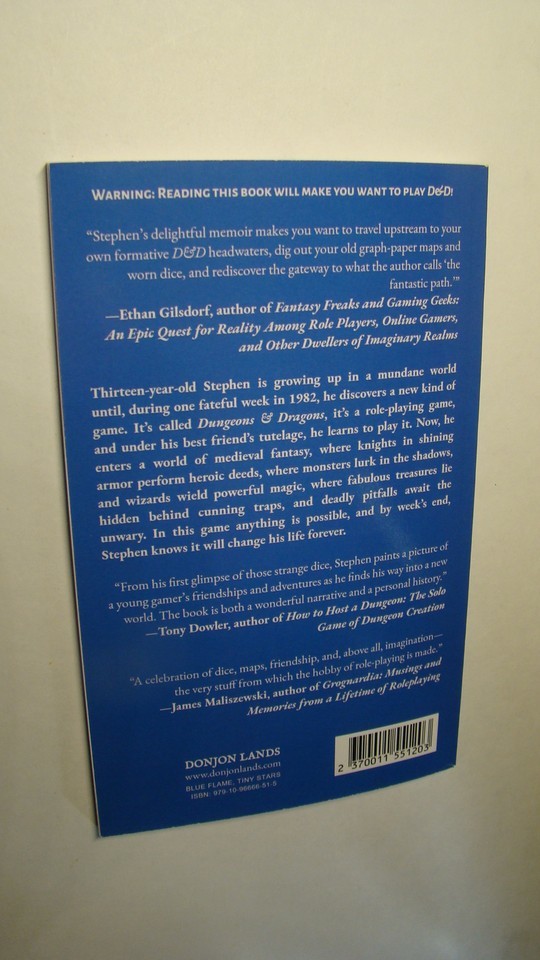 WARNING: READING THIS BOOK WILL MAKE YOU WANT TO PLAY D&D!
“Stephen’s delightful memoir makes you want to travel upstream to your
own formative D&D headwaters, dig out your old graph-paper maps and
worn dice, and rediscover the gateway to what the author calls ‘the
fantastic path.’”
—Ethan Gilsdorf, author of Fantasy Freaks and Gaming Geeks:
An Epic Quest for Reality Among Role Players, Online Gamers,
and Other Dwellers of Imaginary Realms
Thirteen-year-old Stephen is growing up in a mundane world
until, during one fateful week in 1982, he discovers a new kind of
game. It’s called Dungeons & Dragons, it’s a role-playing game,
and under his best friend’s tutelage, he learns to play it. Now, he
enters a world of medieval fantasy, where knights in shining
armor perform heroic deeds, where monsters lurk in the shadows,
and wizards wield powerful magic, where fabulous treasures lie
hidden behind cunning traps, and deadly pitfalls await the
unwary. In this game anything is possible, and by week’s end,
Stephen knows it will change his life forever.
“From his first glimpse of those strange dice, Stephen paints a picture of
a young gamer’s friendships and adventures as he finds his way into a new
world. The book is both a wonderful narrative and a personal history.”
—Tony Dowler, author of How to Host a Dungeon: The Solo
Game of Dungeon Creation
“A celebration of dice, maps, friendship, and, above all, imagination—
the very stuff from which the hobby of role-playing is made.”
—James Maliszewski, author of Grognardia: Musings and
Memories from a Lifetime of Roleplaying
DONJON LANDS
www.donjonlands.com
BLUE FLAME, TINY STARS
ISBN: 979-10-96666-51-5
2 370011 551203